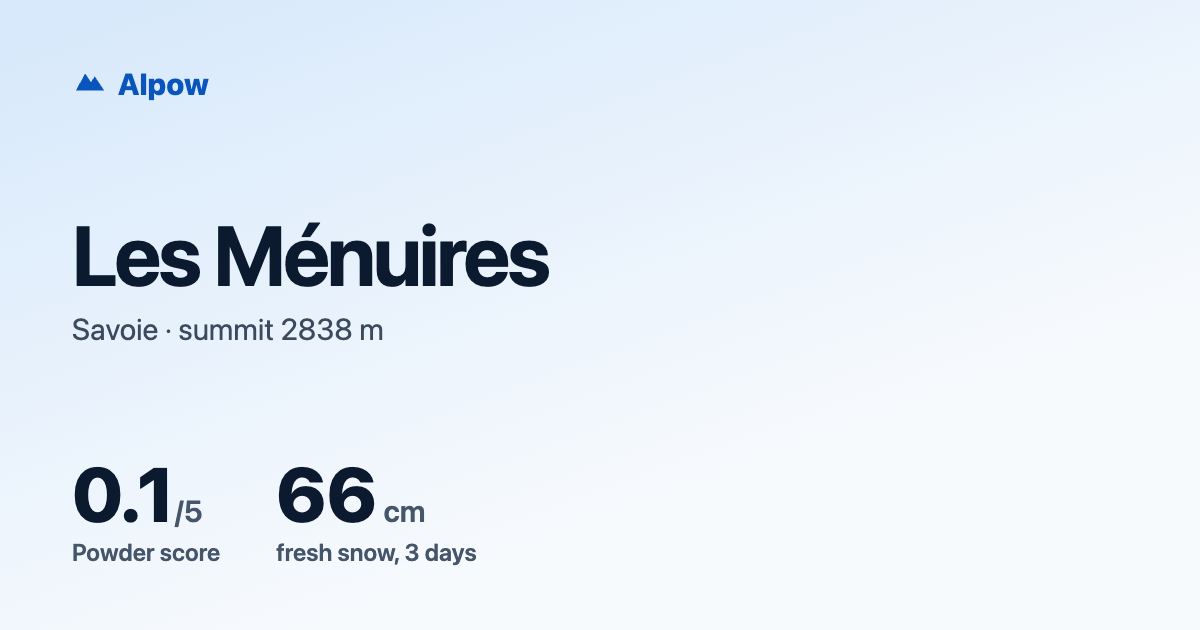 Alpow
Les Ménuires
Savoie · summit 2838 m
0.1/5 66 cm
Powder score fresh snow, 3 days